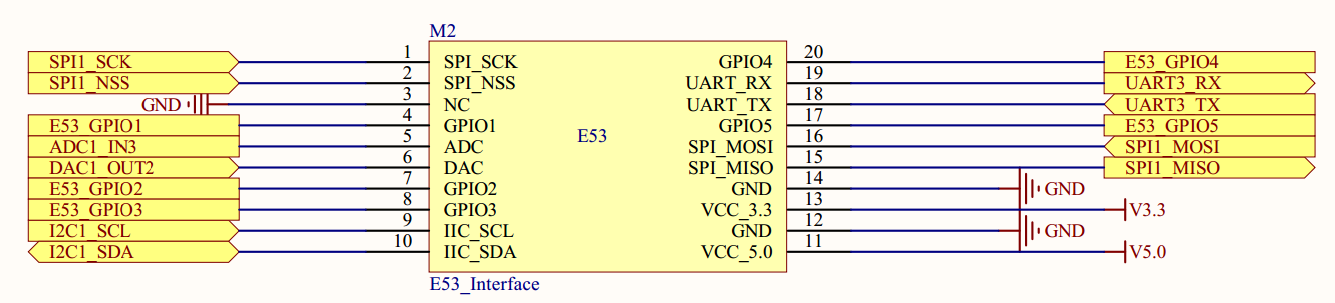 M2
SPI1_SCK 1 SPI_SCK GPIO4 20 E53_GPIO4
SPI1_NSS 2 SPI_NSS UART_RX 19 UART3_RX
GND 3 NC UART_TX 18 UART3_TX
E53_GPIO1 4 GPIO1 GPIO5 17 E53_GPIO5
ADC1_IN3 5 ADC E53 SPI_MOSI 16 SPI1_MOSI
DAC1_OUT2 6 DAC SPI_MISO 15 SPI1_MISO
E53_GPIO2 7 GPIO2 GND 14 GND
E53_GPIO3 8 GPIO3 VCC_3.3 13 V3.3
I2C1_SCL 9 IIC_SCL GND 12 GND
I2C1_SDA 10 IIC_SDA VCC_5.0 11 V5.0
E53_Interface